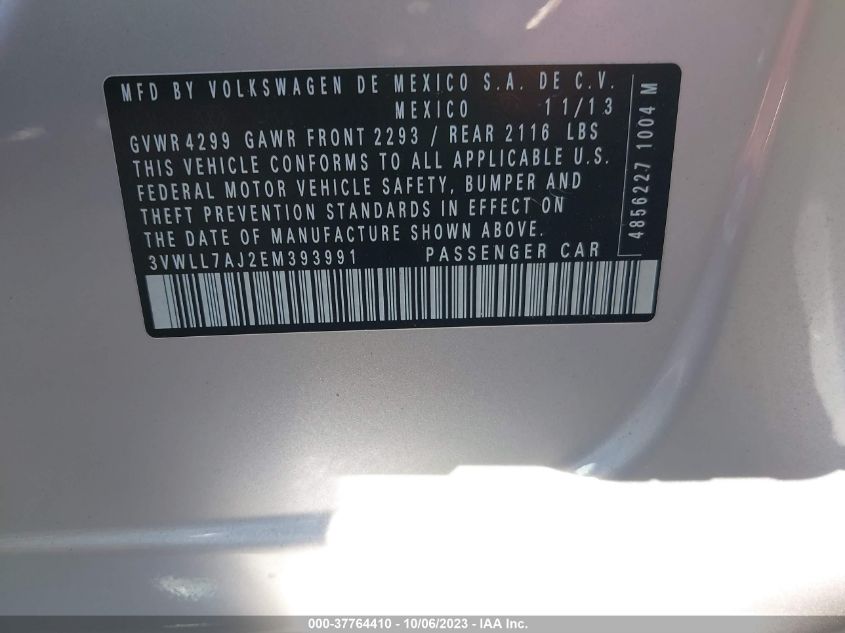 MFD BY VOLKSWAGEN DE MEXICO S.A. DE C.V.
MEXICO 11/13
GVWR 4299 GAWR FRONT 2293 / REAR 2116 LBS
THIS VEHICLE CONFORMS TO ALL APPLICABLE U.S.
FEDERAL MOTOR VEHICLE SAFETY, BUMPER AND
THEFT PREVENTION STANDARDS IN EFFECT ON
THE DATE OF MANUFACTURE SHOWN ABOVE.
3VWLL7AJ2EM393991 PASSENGER CAR
4856227 1004 M
000-37764410 - 10/06/2023 - IAA Inc.